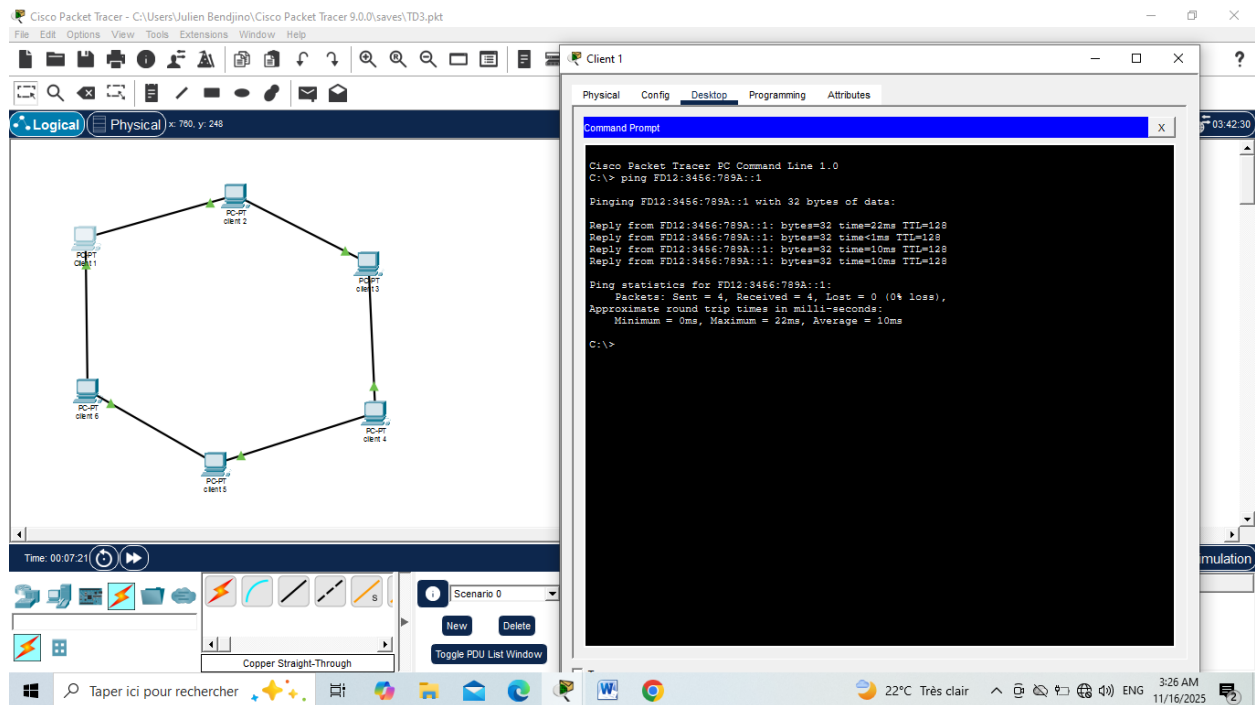 Cisco Packet Tracer - C:\Users\Julien Bendjino\Cisco Packet Tracer 9.0.0\saves\TD3.pkt
File Edit Options View Tools Extensions Window Help
?
Logical Physical x: 760, y: 248
03:42:30
PC-PT
client 2
PC-PT
Client 1
PC-PT
client 3
PC-PT
client 6
PC-PT
client 4
PC-PT
client 5
Client 1
Physical Config Desktop Programming Attributes
Command Prompt X
Cisco Packet Tracer PC Command Line 1.0
C:\> ping FD12:3456:789A::1
Pinging FD12:3456:789A::1 with 32 bytes of data:
Reply from FD12:3456:789A::1: bytes=32 time=22ms TTL=128
Reply from FD12:3456:789A::1: bytes=32 time<1ms TTL=128
Reply from FD12:3456:789A::1: bytes=32 time=10ms TTL=128
Reply from FD12:3456:789A::1: bytes=32 time=10ms TTL=128
Ping statistics for FD12:3456:789A::1:
Packets: Sent = 4, Received = 4, Lost = 0 (0% loss),
Approximate round trip times in milli-seconds:
Minimum = 0ms, Maximum = 22ms, Average = 10ms
C:\>
Time: 00:07:21
mulation
S
Scenario 0
New Delete
Toggle PDU List Window
Copper Straight-Through
Taper ici pour rechercher
22°C Très clair
ENG
3:26 AM
11/16/2025
2